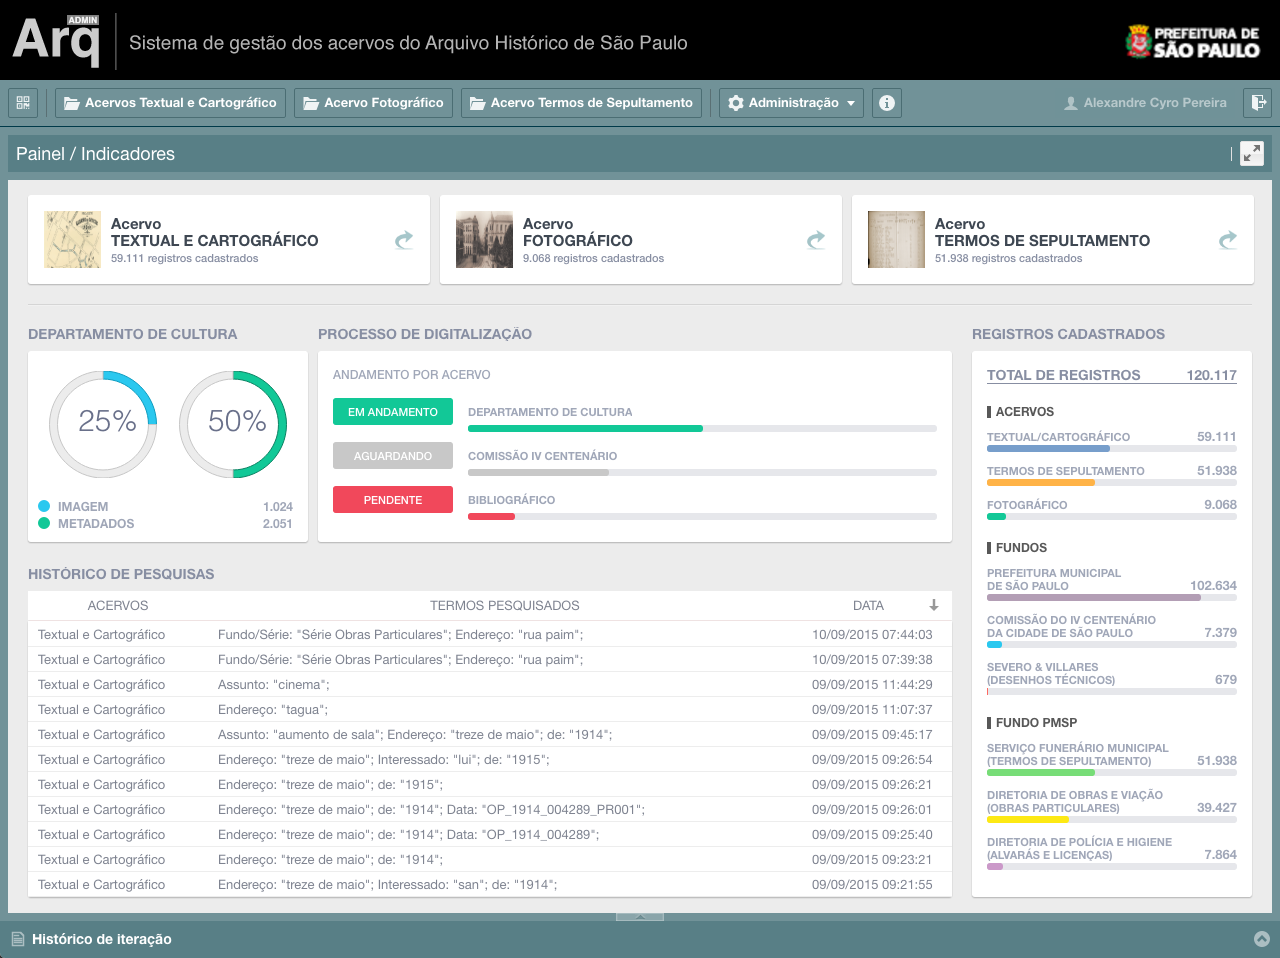 ADMIN
Arq
Sistema de gestão dos acervos do Arquivo Histórico de São Paulo
PREFEITURA DE
SÃO PAULO
Acervos Textual e Cartográfico
Acervo Fotográfico
Acervo Termos de Sepultamento
Administração
Alexandre Cyro Pereira
Painel / Indicadores
Acervo
TEXTUAL E CARTOGRÁFICO
59.111 registros cadastrados
Acervo
FOTOGRÁFICO
9.068 registros cadastrados
Acervo
TERMOS DE SEPULTAMENTO
51.938 registros cadastrados
DEPARTAMENTO DE CULTURA
25%
50%
IMAGEM 1.024
METADADOS 2.051
PROCESSO DE DIGITALIZAÇÃO
ANDAMENTO POR ACERVO
EM ANDAMENTO
DEPARTAMENTO DE CULTURA
AGUARDANDO
COMISSÃO IV CENTENÁRIO
PENDENTE
BIBLIOGRÁFICO
REGISTROS CADASTRADOS
TOTAL DE REGISTROS 120.117
ACERVOS
TEXTUAL/CARTOGRÁFICO 59.111
TERMOS DE SEPULTAMENTO 51.938
FOTOGRÁFICO 9.068
FUNDOS
PREFEITURA MUNICIPAL
DE SÃO PAULO 102.634
COMISSÃO DO IV CENTENÁRIO
DA CIDADE DE SÃO PAULO 7.379
SEVERO & VILLARES
(DESENHOS TÉCNICOS) 679
FUNDO PMSP
SERVIÇO FUNERÁRIO MUNICIPAL
(TERMOS DE SEPULTAMENTO) 51.938
DIRETORIA DE OBRAS E VIAÇÃO
(OBRAS PARTICULARES) 39.427
DIRETORIA DE POLÍCIA E HIGIENE
(ALVARÁS E LICENÇAS) 7.864
HISTÓRICO DE PESQUISAS
ACERVOS TERMOS PESQUISADOS DATA
Textual e Cartográfico Fundo/Série: "Série Obras Particulares"; Endereço: "rua paim"; 10/09/2015 07:44:03
Textual e Cartográfico Fundo/Série: "Série Obras Particulares"; Endereço: "rua paim"; 10/09/2015 07:39:38
Textual e Cartográfico Assunto: "cinema"; 09/09/2015 11:44:29
Textual e Cartográfico Endereço: "tagua"; 09/09/2015 11:07:37
Textual e Cartográfico Assunto: "aumento de sala"; Endereço: "treze de maio"; de: "1914"; 09/09/2015 09:45:17
Textual e Cartográfico Endereço: "treze de maio"; Interessado: "lui"; de: "1915"; 09/09/2015 09:26:54
Textual e Cartográfico Endereço: "treze de maio"; de: "1915"; 09/09/2015 09:26:21
Textual e Cartográfico Endereço: "treze de maio"; de: "1914"; Data: "OP_1914_004289_PR001"; 09/09/2015 09:26:01
Textual e Cartográfico Endereço: "treze de maio"; de: "1914"; Data: "OP_1914_004289"; 09/09/2015 09:25:40
Textual e Cartográfico Endereço: "treze de maio"; de: "1914"; 09/09/2015 09:23:21
Textual e Cartográfico Endereço: "treze de maio"; Interessado: "san"; de: "1914"; 09/09/2015 09:21:55
Histórico de iteração